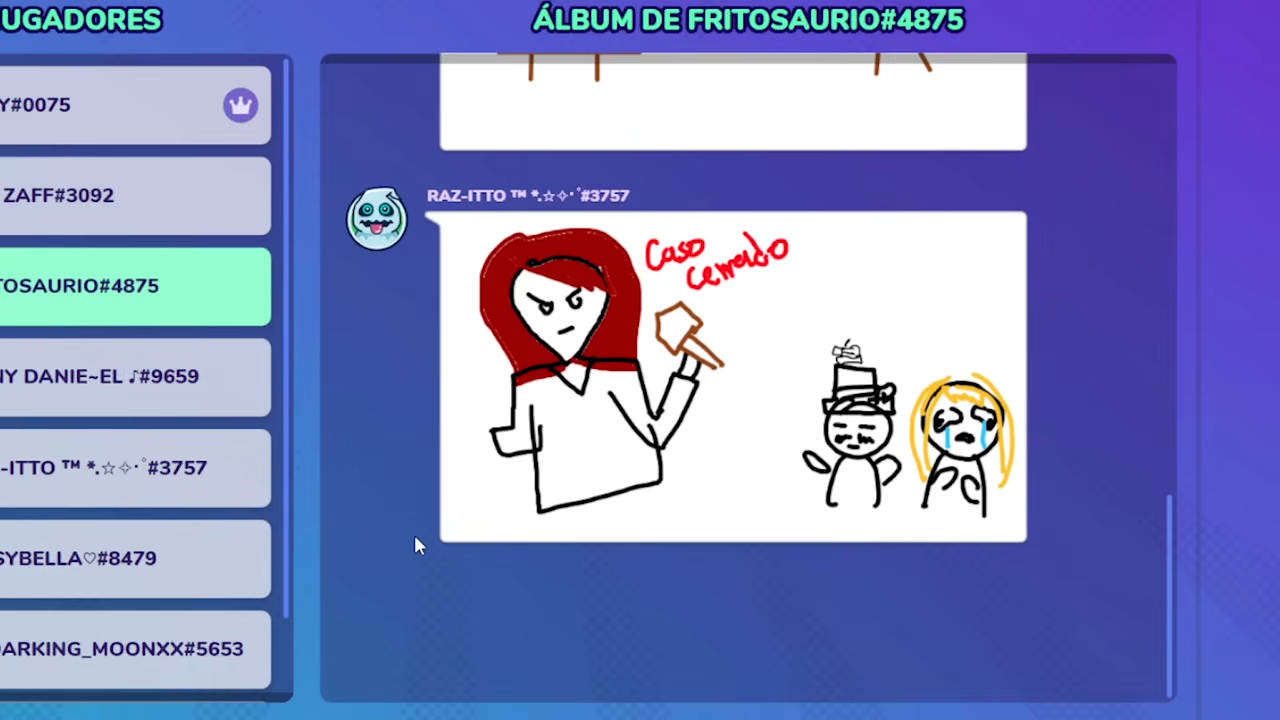 UGADORES
ÁLBUM DE FRITOSAURIO#4875
Y#0075
ZAFF#3092
TOSAURIO#4875
NY DANIE~EL ♪#9659
-ITTO ™ *.☆✧·˚#3757
SYBELLA♡#8479
DARKING_MOONXX#5653
RAZ-ITTO ™ *.☆✧·˚#3757
Caso
cerrado